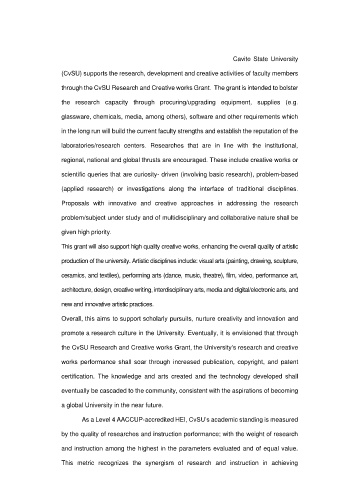 Cavite State University
(CvSU) supports the research, development and creative activities of faculty members
through the CvSU Research and Creative works Grant. The grant is intended to bolster
the research capacity through procuring/upgrading equipment, supplies (e.g.
glassware, chemicals, media, among others), software and other requirements which
in the long run will build the current faculty strengths and establish the reputation of the
laboratories/research centers. Researches that are in line with the institutional,
regional, national and global thrusts are encouraged. These include creative works or
scientific queries that are curiosity- driven (involving basic research), problem-based
(applied research) or investigations along the interface of traditional disciplines.
Proposals with innovative and creative approaches in addressing the research
problem/subject under study and of multidisciplinary and collaborative nature shall be
given high priority.
This grant will also support high quality creative works, enhancing the overall quality of artistic
production of the university. Artistic disciplines include: visual arts (painting, drawing, sculpture,
ceramics, and textiles), performing arts (dance, music, theatre), film, video, performance art,
architecture, design, creative writing, interdisciplinary arts, media and digital/electronic arts, and
new and innovative artistic practices.
Overall, this aims to support scholarly pursuits, nurture creativity and innovation and
promote a research culture in the University. Eventually, it is envisioned that through
the CvSU Research and Creative works Grant, the University's research and creative
works performance shall soar through increased publication, copyright, and patent
certification. The knowledge and arts created and the technology developed shall
eventually be cascaded to the community, consistent with the aspirations of becoming
a global University in the near future.
As a Level 4 AACCUP-accredited HEI, CvSU's academic standing is measured
by the quality of researches and instruction performance; with the weight of research
and instruction among the highest in the parameters evaluated and of equal value.
This metric recognizes the synergism of research and instruction in achieving